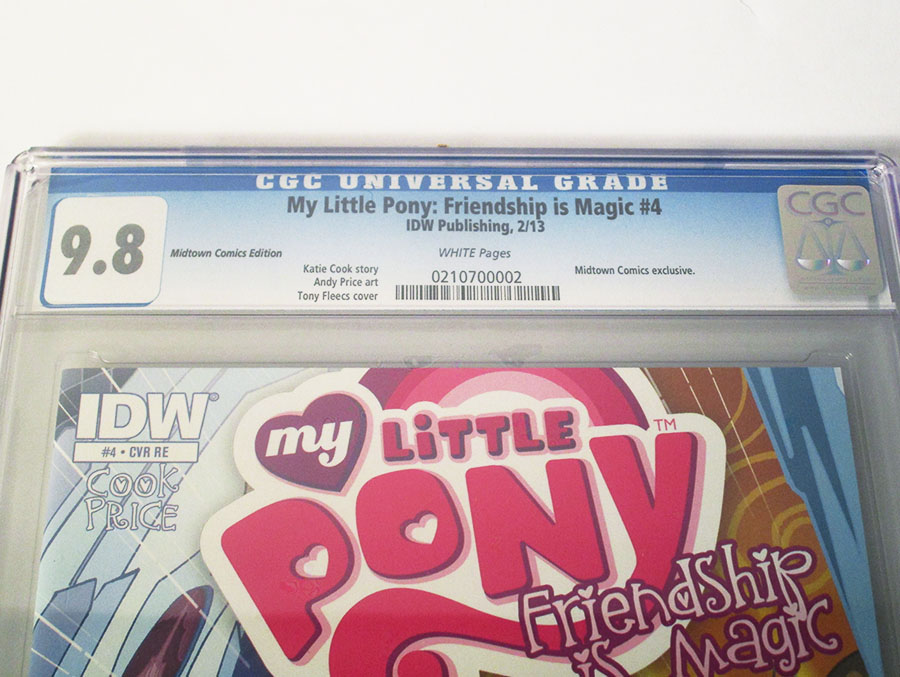 CGC UNIVERSAL GRADE
My Little Pony: Friendship is Magic #4
IDW Publishing, 2/13
9.8
Midtown Comics Edition
WHITE Pages
Katie Cook story
Andy Price art
Tony Fleecs cover
0210700002
Midtown Comics exclusive.
CGC
IDW®
#4 • CVR RE
COOK
PRICE
my LiTTLE TM
PONY
Friendship
is Magic